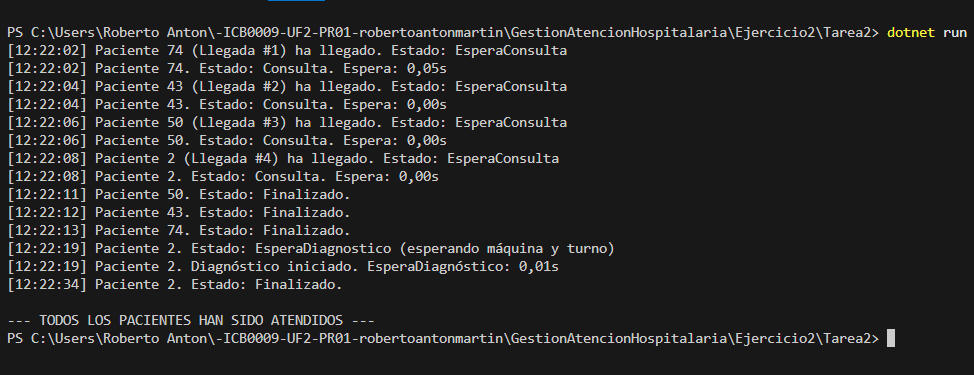 PS C:\Users\Roberto Anton\-ICB0009-UF2-PR01-robertoantonmartin\GestionAtencionHospitalaria\Ejercicio2\Tarea2> dotnet run
[12:22:02] Paciente 74 (Llegada #1) ha llegado. Estado: EsperaConsulta
[12:22:02] Paciente 74. Estado: Consulta. Espera: 0,05s
[12:22:04] Paciente 43 (Llegada #2) ha llegado. Estado: EsperaConsulta
[12:22:04] Paciente 43. Estado: Consulta. Espera: 0,00s
[12:22:06] Paciente 50 (Llegada #3) ha llegado. Estado: EsperaConsulta
[12:22:06] Paciente 50. Estado: Consulta. Espera: 0,00s
[12:22:08] Paciente 2 (Llegada #4) ha llegado. Estado: EsperaConsulta
[12:22:08] Paciente 2. Estado: Consulta. Espera: 0,00s
[12:22:11] Paciente 50. Estado: Finalizado.
[12:22:12] Paciente 43. Estado: Finalizado.
[12:22:13] Paciente 74. Estado: Finalizado.
[12:22:19] Paciente 2. Estado: EsperaDiagnostico (esperando máquina y turno)
[12:22:19] Paciente 2. Diagnóstico iniciado. EsperaDiagnóstico: 0,01s
[12:22:34] Paciente 2. Estado: Finalizado.
--- TODOS LOS PACIENTES HAN SIDO ATENDIDOS ---
PS C:\Users\Roberto Anton\-ICB0009-UF2-PR01-robertoantonmartin\GestionAtencionHospitalaria\Ejercicio2\Tarea2>